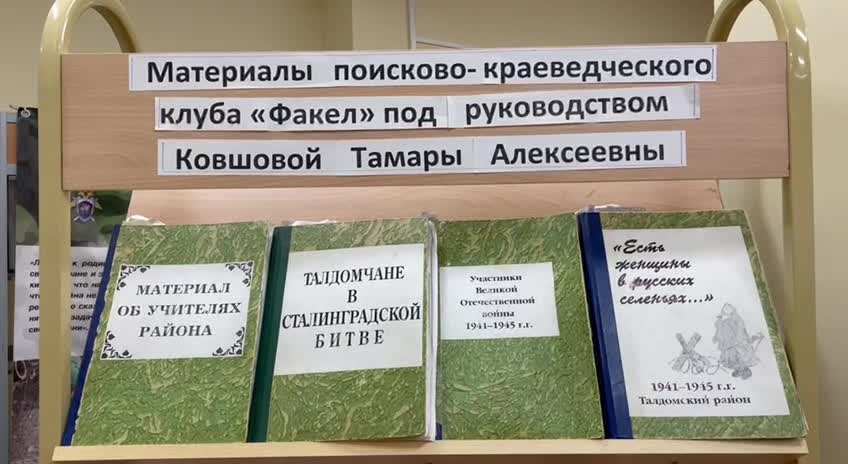 Материалы поисково-краеведческого
клуба «Факел» под руководством
Ковшовой Тамары Алексеевны
МАТЕРИАЛ
ОБ УЧИТЕЛЯХ
РАЙОНА
ТАЛДОМЧАНЕ
В
СТАЛИНГРАДСКОЙ
БИТВЕ
Участники
Великой
Отечественной
войны
1941-1945 г.г.
«Есть
женщины
в русских
селеньях...»
1941-1945 г.г.
Талдомский район